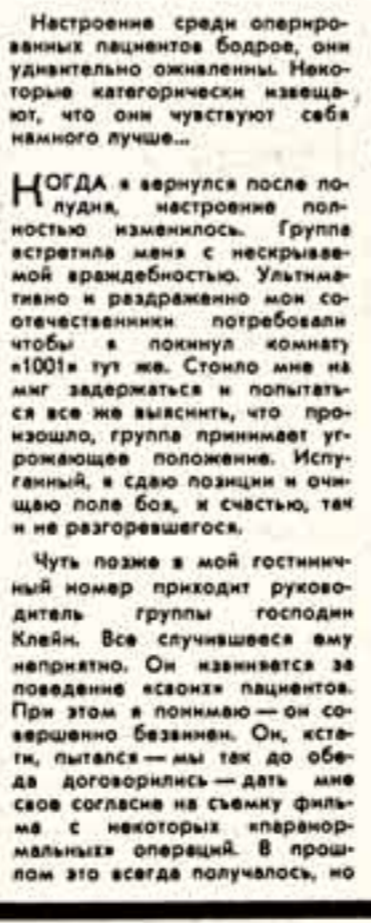 Настроение среди опериро-
ванных пациентов бодрое, они
удивительно оживленны. Неко-
торые категорически извеща-
ют, что они чувствуют себя
намного лучше...
КОГДА я вернулся после по-
лудня, настроение пол-
ностью изменилось. Группа
встретила меня с нескрывае-
мой враждебностью. Ультима-
тивно и раздраженно мои со-
отечественники потребовали
чтобы я покинул комнату
«1001» тут же. Стоило мне на
миг задержаться и попытать-
ся все же выяснить, что про-
изошло, группа принимает уг-
рожающее положение. Испу-
ганный, я сдаю позиции и очи-
щаю поле боя, к счастью, так
и не разгоревшегося.
Чуть позже в мой гостинич-
ный номер приходит руково-
дитель группы господин
Клейн. Все случившееся ему
неприятно. Он извиняется за
поведение «своих» пациентов.
При этом я понимаю — он со-
вершенно безвинен. Он, кста-
ти, пытался — мы так до обе-
да договорились — дать мне
свое согласие на съемку филь-
ма с некоторых «паранор-
мальных» операций. В прош-
лом это всегда получалось, но